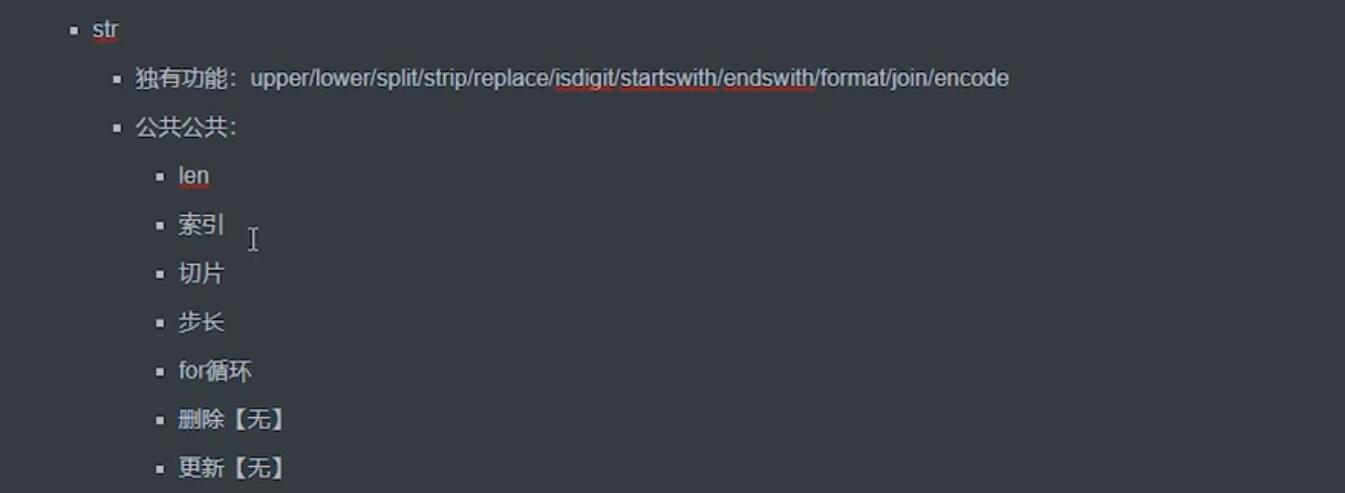 str
独有功能：upper/lower/split/strip/replace/isdigit/startswith/endswith/format/join/encode
公共公共：
len
索引
切片
步长
for循环
删除【无】
更新【无】